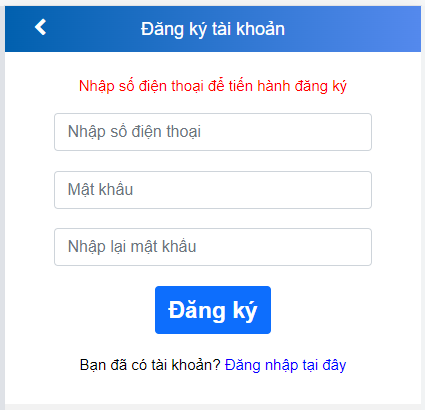 Đăng ký tài khoản
Nhập số điện thoại để tiến hành đăng ký
Nhập số điện thoại
Mật khẩu
Nhập lại mật khẩu
Đăng ký
Bạn đã có tài khoản? Đăng nhập tại đây